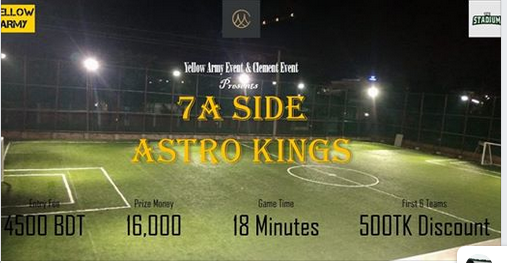 YELLOW
ARMY
STADIUM
Yellow Army Event & Clement Event
Presents
7A SIDE
ASTRO KINGS
Entry Fee
Prize Money
Game Time
First 6 Teams
4500 BDT
16,000
18 Minutes
500TK Discount